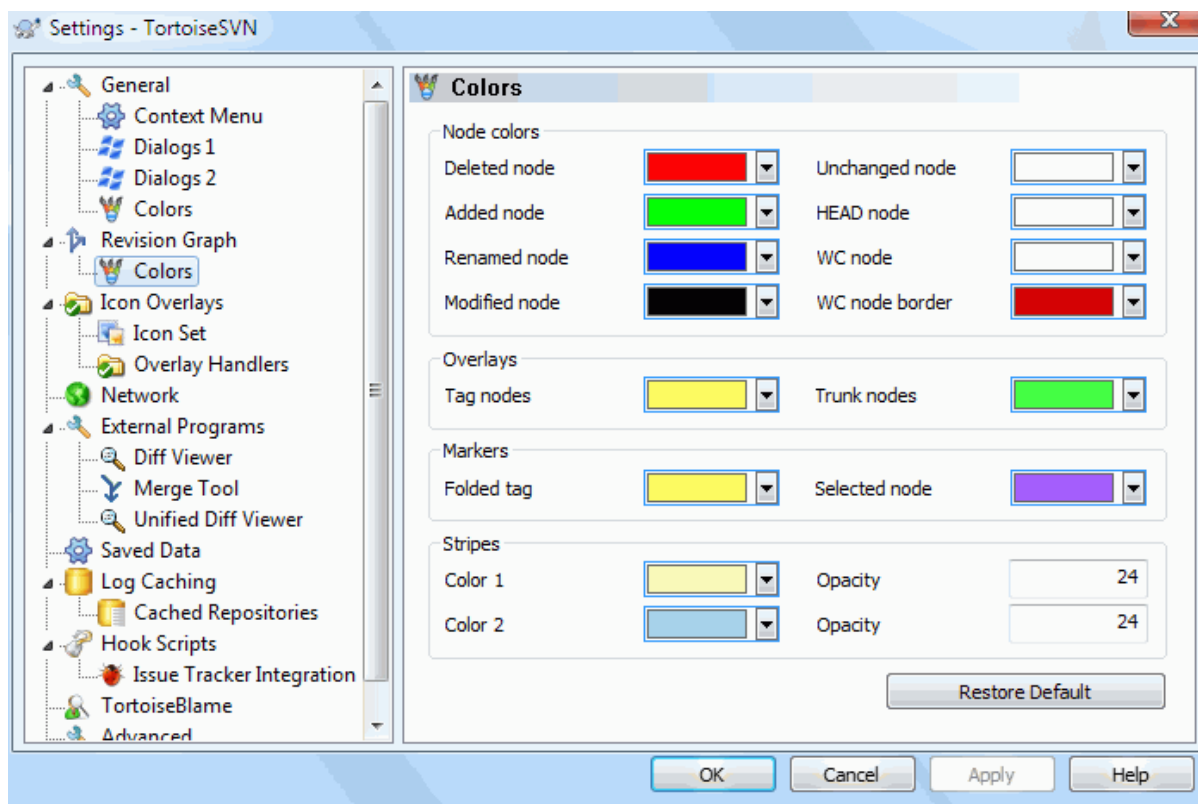 Settings - TortoiseSVN
General
Context Menu
Dialogs 1
Dialogs 2
Colors
Revision Graph
Colors
Icon Overlays
Icon Set
Overlay Handlers
Network
External Programs
Diff Viewer
Merge Tool
Unified Diff Viewer
Saved Data
Log Caching
Cached Repositories
Hook Scripts
Issue Tracker Integration
TortoiseBlame
Advanced
Colors
Node colors
Deleted node Unchanged node
Added node HEAD node
Renamed node WC node
Modified node WC node border
Overlays
Tag nodes Trunk nodes
Markers
Folded tag Selected node
Stripes
Color 1 Opacity 24
Color 2 Opacity 24
Restore Default
OK Cancel Apply Help